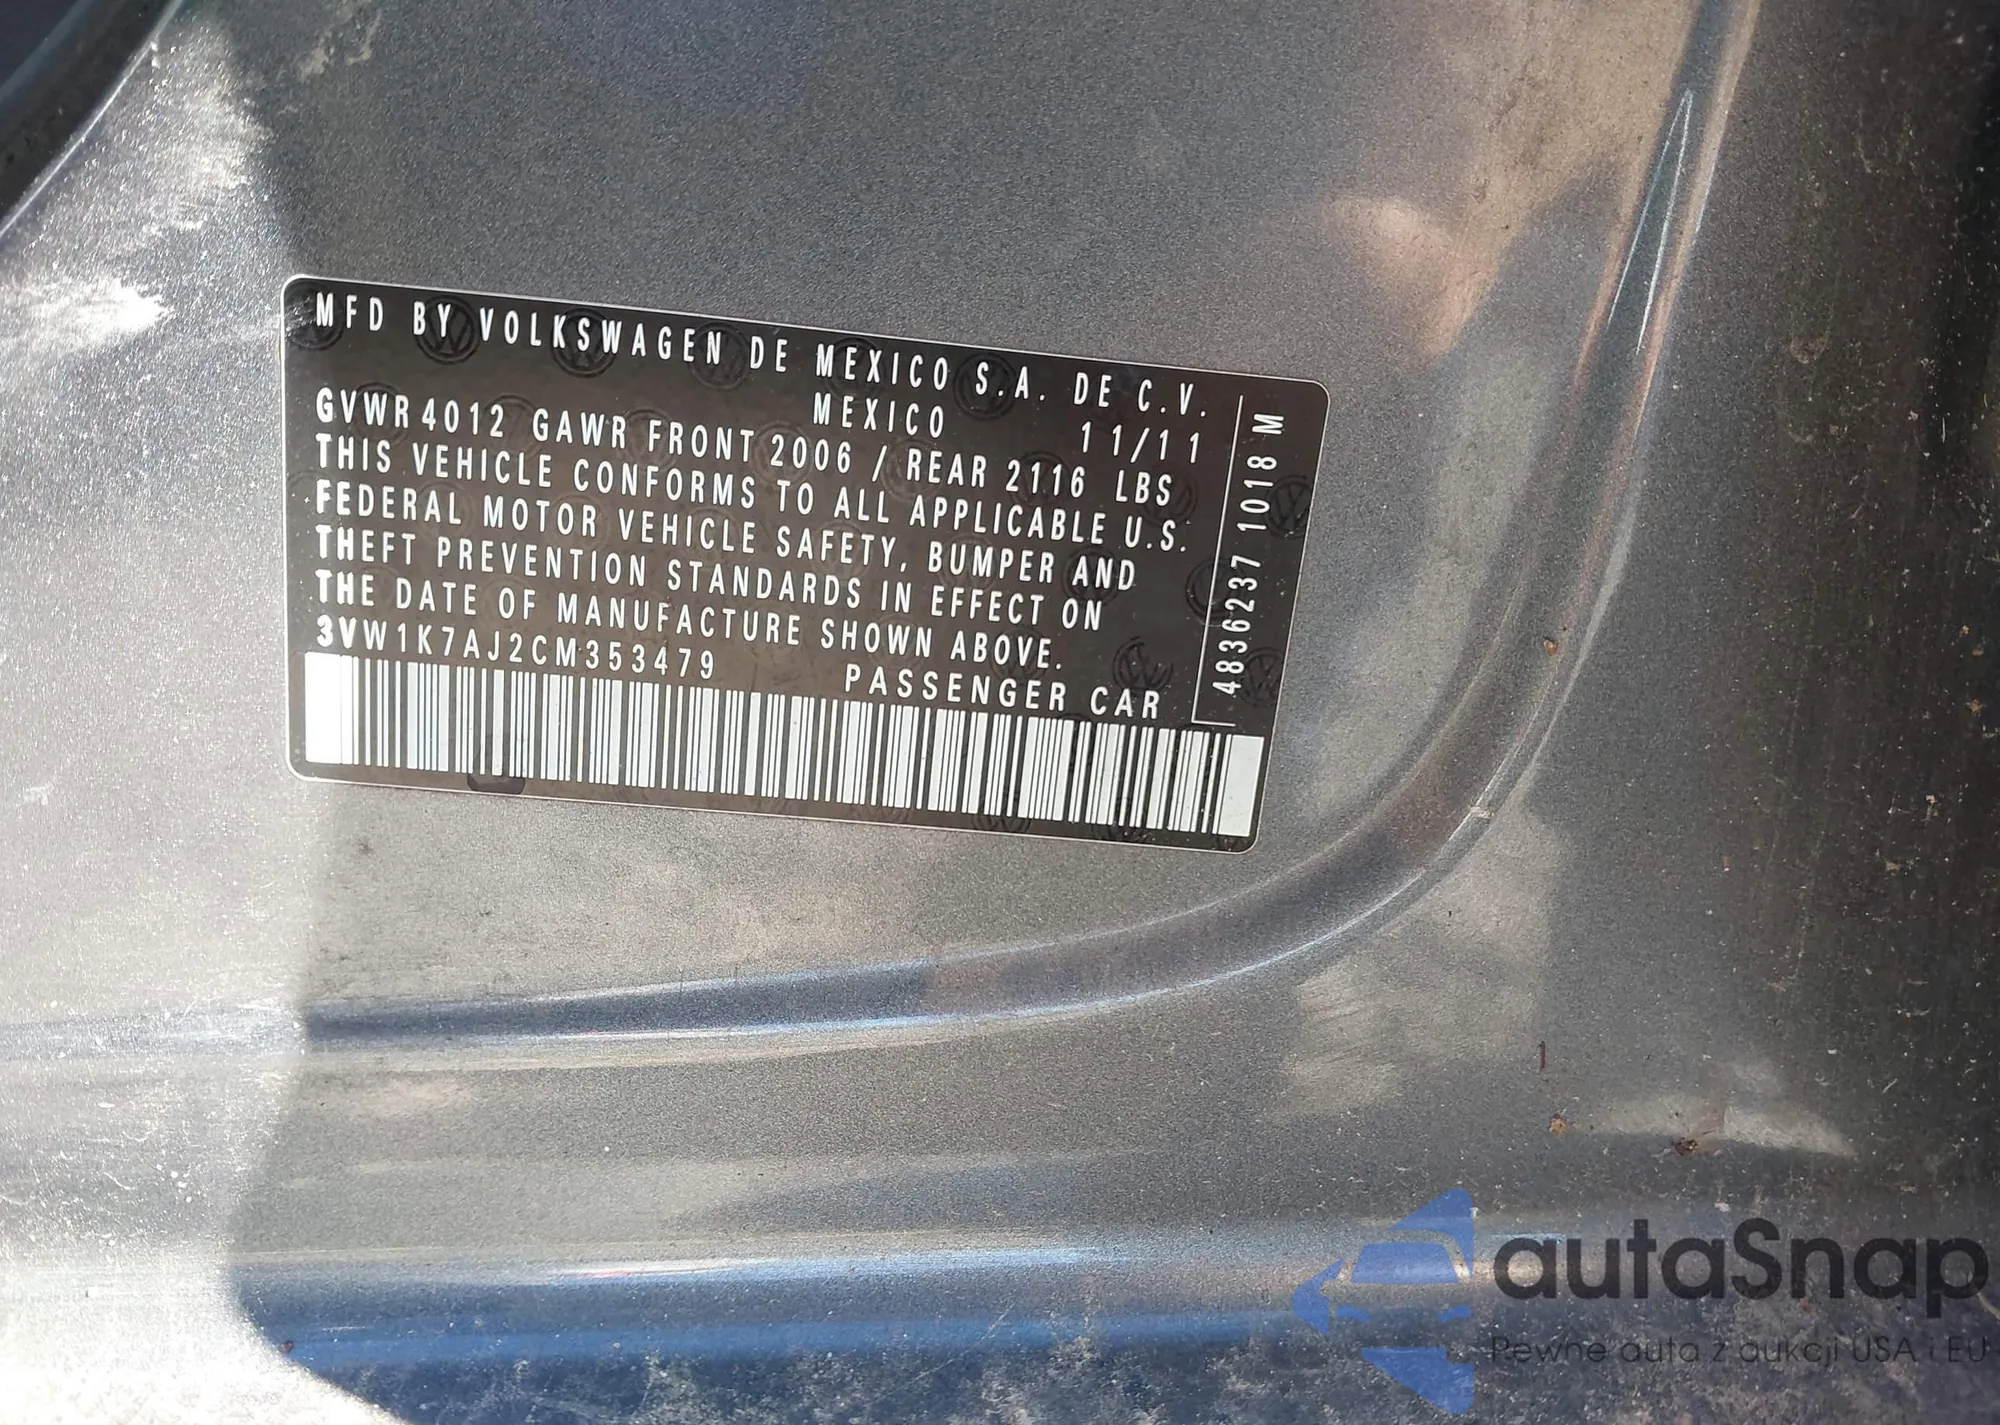 MFD BY VOLKSWAGEN DE MEXICO S.A. DE C.V.
MEXICO 11/11
GVWR 4012 GAWR FRONT 2006 / REAR 2116 LBS
THIS VEHICLE CONFORMS TO ALL APPLICABLE U.S.
FEDERAL MOTOR VEHICLE SAFETY, BUMPER AND
THEFT PREVENTION STANDARDS IN EFFECT ON
THE DATE OF MANUFACTURE SHOWN ABOVE.
3VW1K7AJ2CM353479 PASSENGER CAR
4836237 1018 M
autaSnap
Pewne auta z aukcji USA i EU